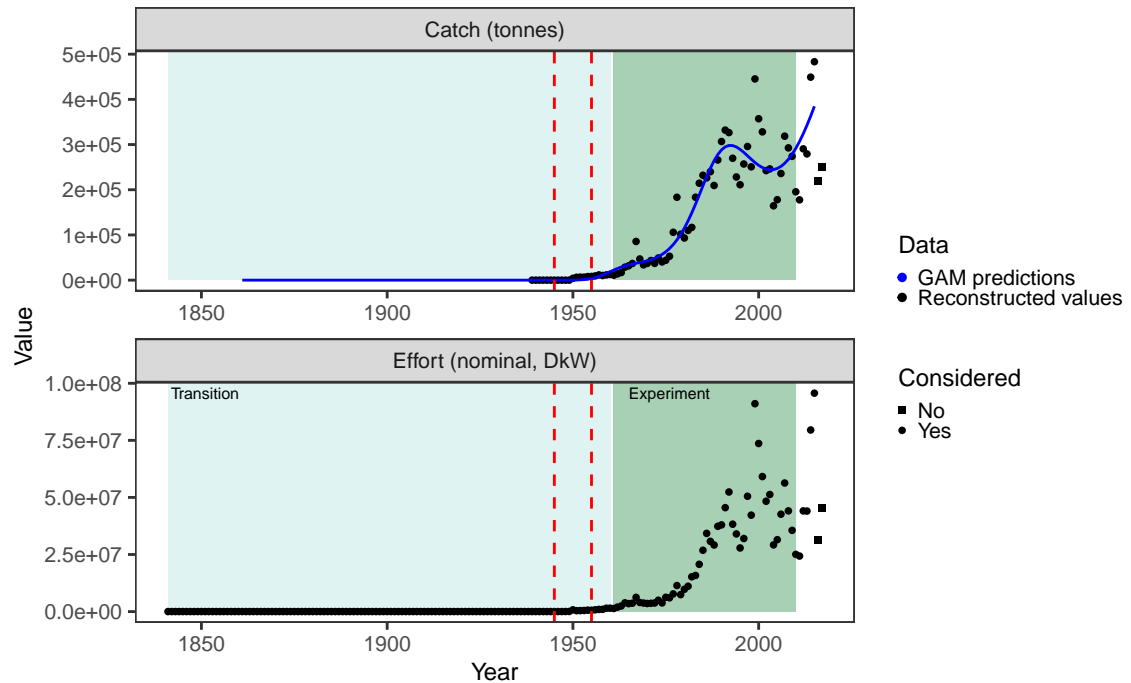 Catch (tonnes)
5e+05
4e+05
3e+05
2e+05
1e+05
0e+00
1850 1900 1950 2000
Value
Effort (nominal, DkW)
Transition Experiment
1.0e+08
7.5e+07
5.0e+07
2.5e+07
0.0e+00
1850 1900 1950 2000
Year
Data
GAM predictions
Reconstructed values
Considered
No
Yes